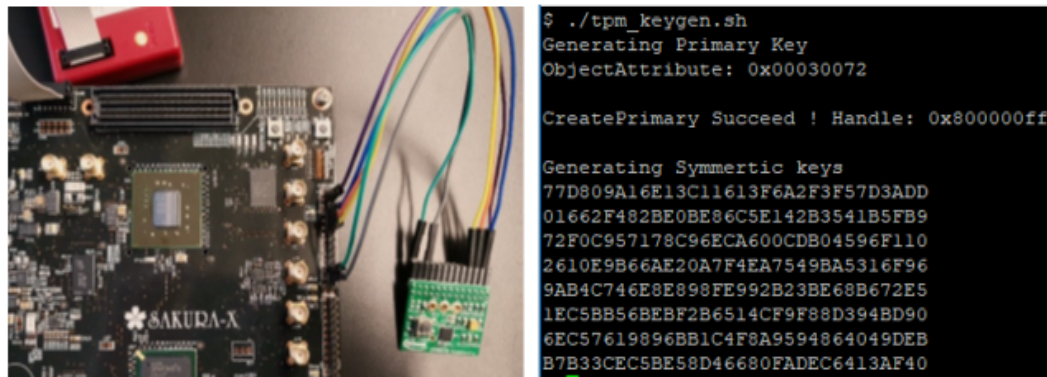 SAKURA-X
$ ./tpm_keygen.sh
Generating Primary Key
ObjectAttribute: 0x00030072
CreatePrimary Succeed ! Handle: 0x800000ff
Generating Symmertic keys
77D809A16E13C11613F6A2F3F57D3ADD
01662F482BE0BE86C5E142B3541B5FB9
72F0C957178C96ECA600CDB04596F110
2610E9B66AE20A7F4EA7549BA5316F96
9AB4C746E8E898FE992B23BE68B672E5
1EC5BB56BEBF2B6514CF9F88D394BD90
6EC57619896BB1C4F8A9594864049DEB
B7B33CEC5BE58D46680FADEC6413AF40